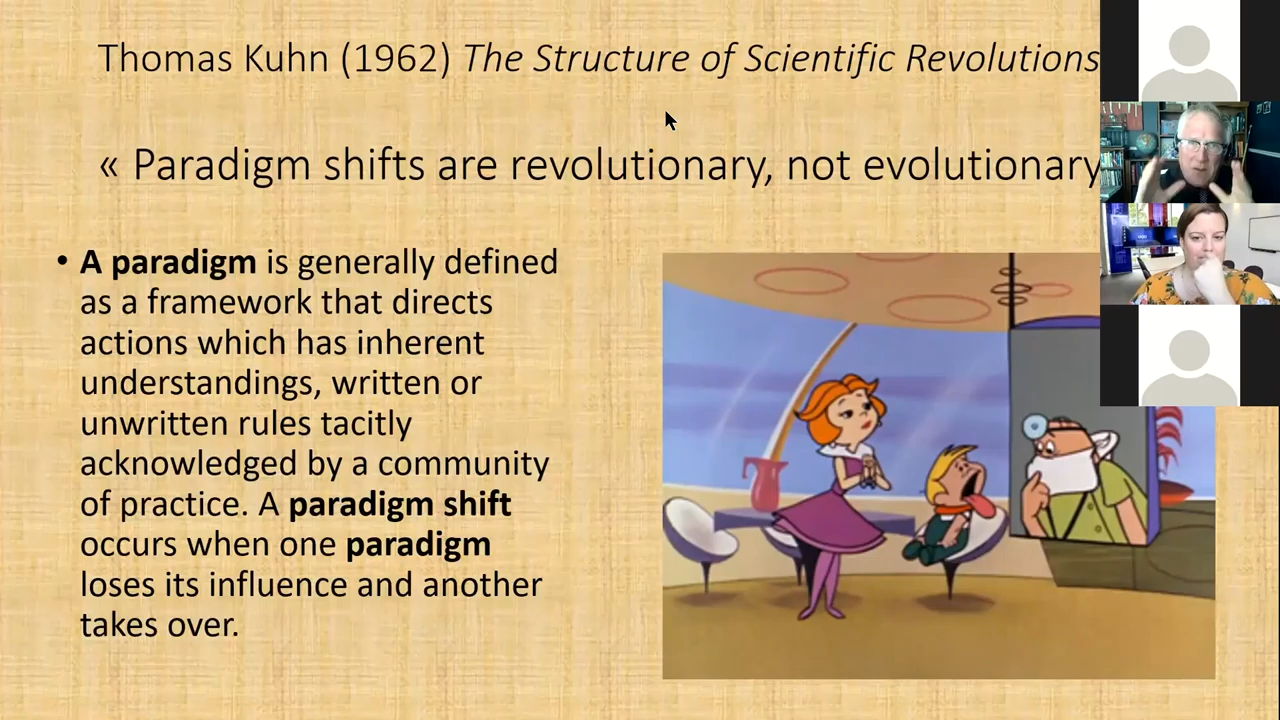 Thomas Kuhn (1962) The Structure of Scientific Revolutions
« Paradigm shifts are revolutionary, not evolutionary
• A paradigm is generally defined
as a framework that directs
actions which has inherent
understandings, written or
unwritten rules tacitly
acknowledged by a community
of practice. A paradigm shift
occurs when one paradigm
loses its influence and another
takes over.